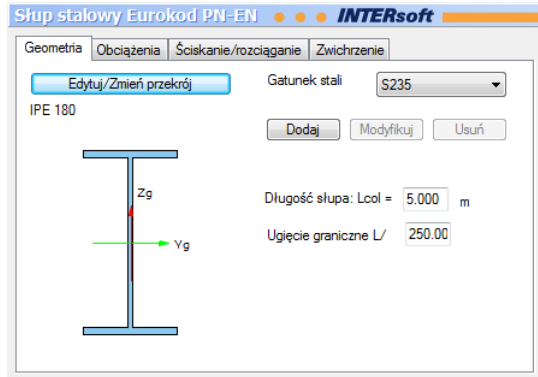 Słup stalowy Eurokod PN-EN INTERsoft
Geometria Obciążenia Ściskanie/rozciąganie Zwichrzenie
Edytuj/Zmień przekrój Gatunek stali S235
IPE 180
Dodaj Modyfikuj Usuń
Zg
Długość słupa: Lcol = 5.000 m
Yg
Ugięcie graniczne L/ 250.00